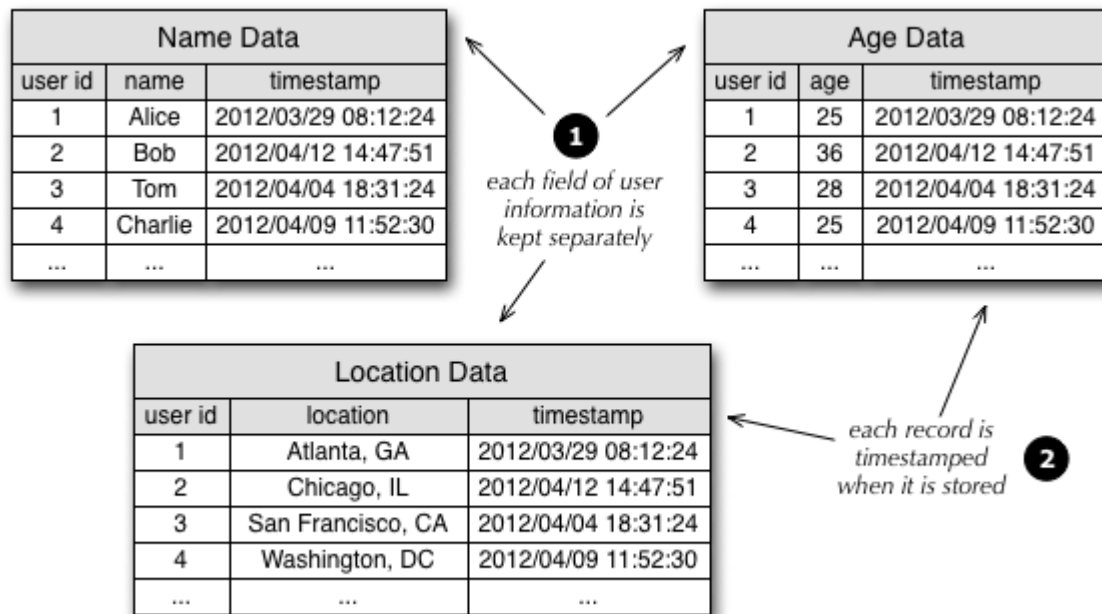 Name Data
user id name timestamp
1 Alice 2012/03/29 08:12:24
2 Bob 2012/04/12 14:47:51
3 Tom 2012/04/04 18:31:24
4 Charlie 2012/04/09 11:52:30
... ... ...
Age Data
user id age timestamp
1 25 2012/03/29 08:12:24
2 36 2012/04/12 14:47:51
3 28 2012/04/04 18:31:24
4 25 2012/04/09 11:52:30
... ... ...
1
each field of user
information is
kept separately
Location Data
user id location timestamp
1 Atlanta, GA 2012/03/29 08:12:24
2 Chicago, IL 2012/04/12 14:47:51
3 San Francisco, CA 2012/04/04 18:31:24
4 Washington, DC 2012/04/09 11:52:30
... ... ...
each record is
timestamped
when it is stored
2